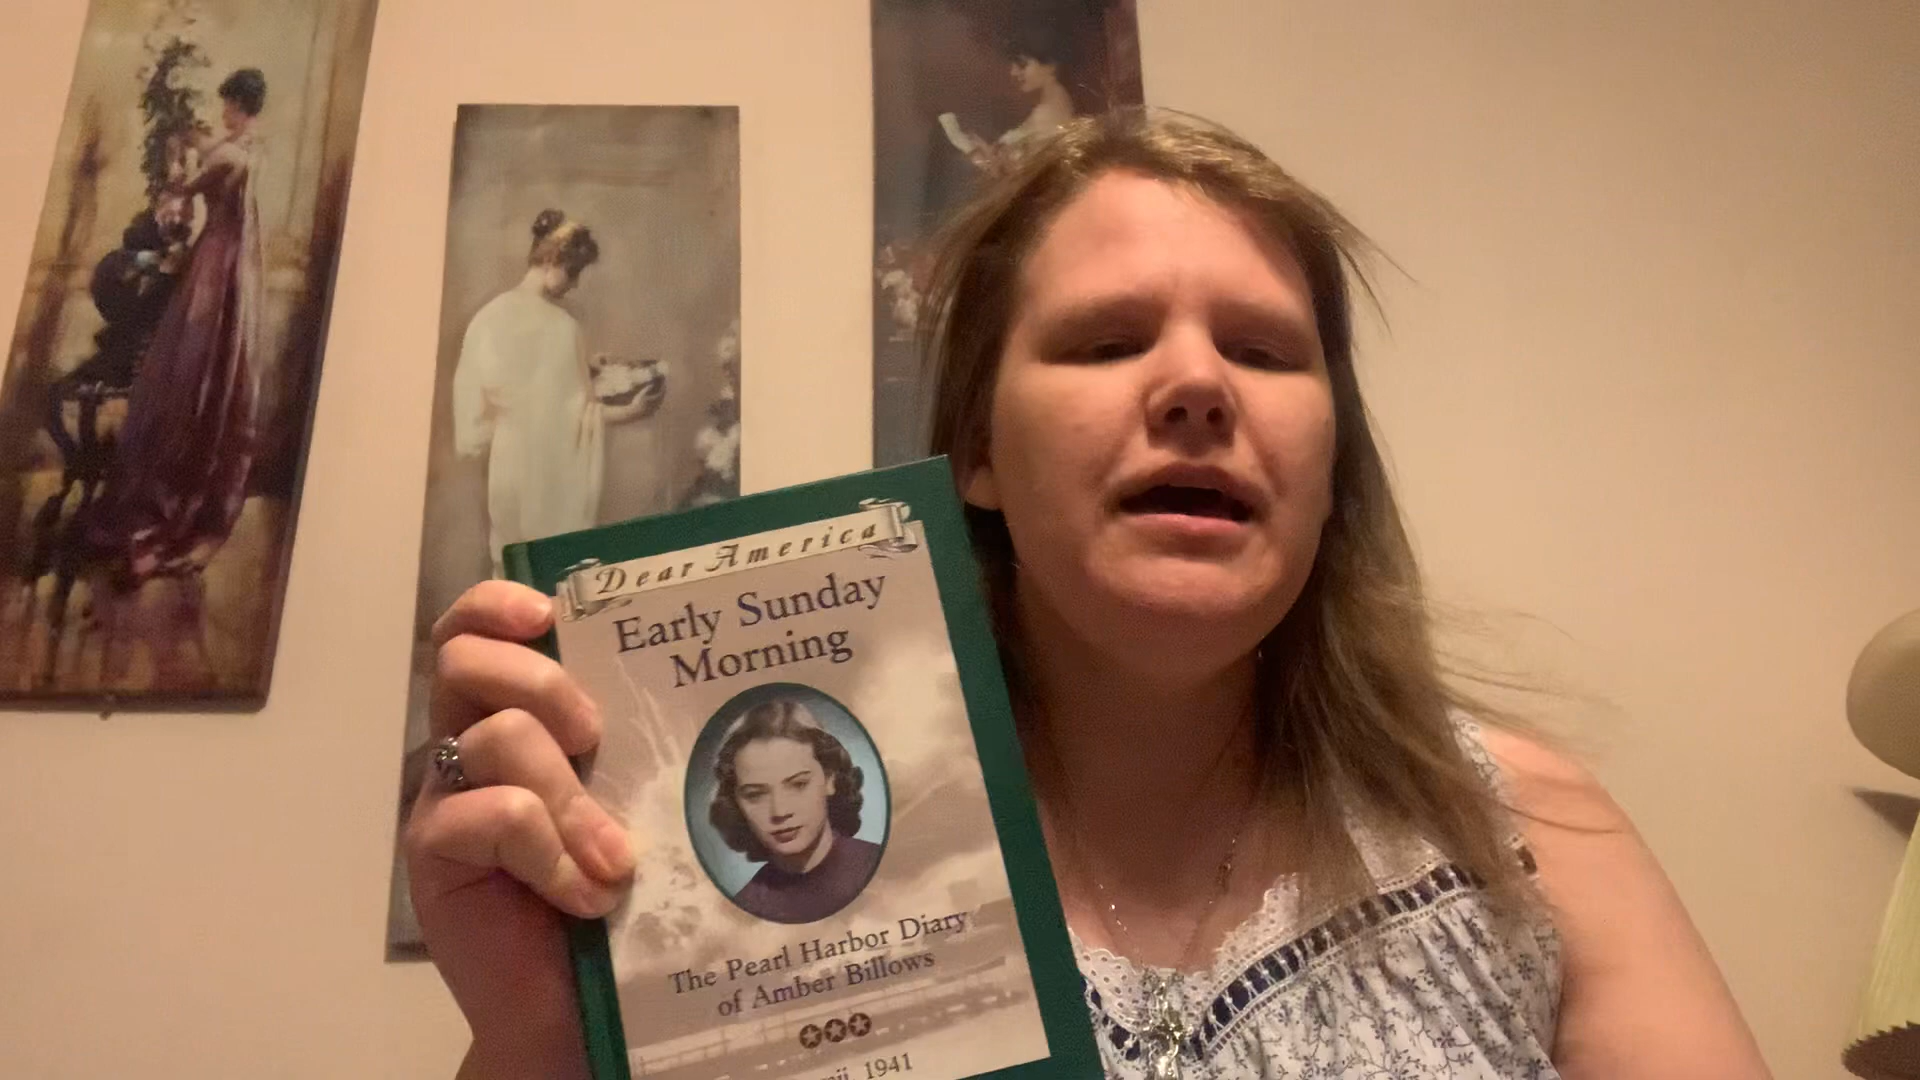 Dear America
Early Sunday
Morning
The Pearl Harbor Diary
of Amber Billows
1941